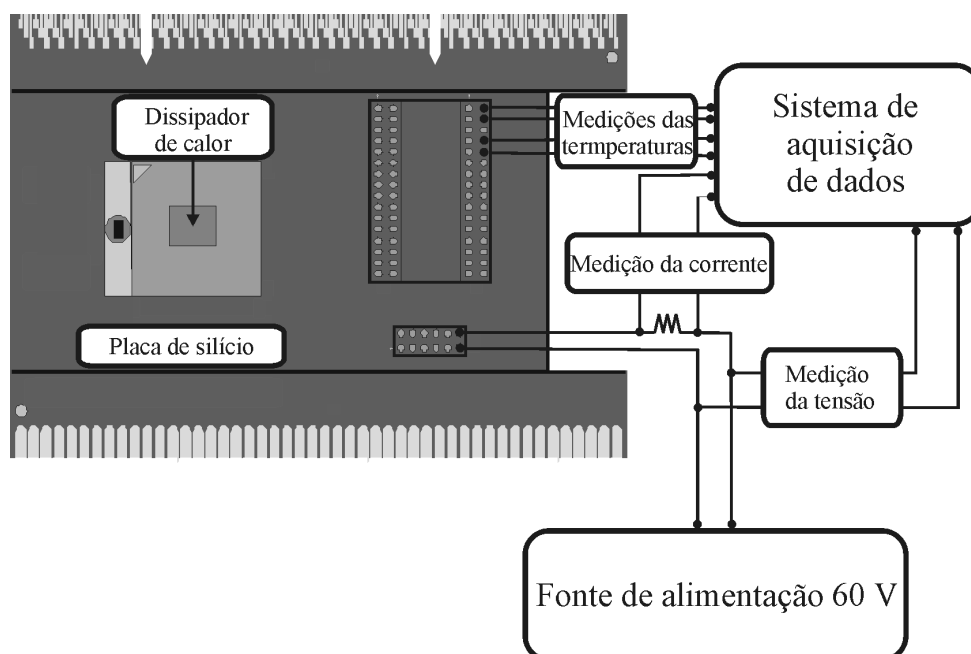 Dissipador
de calor
Medições das
termperaturas
Sistema de
aquisição
de dados
Medição da corrente
Placa de silício
Medição
da tensão
Fonte de alimentação 60 V